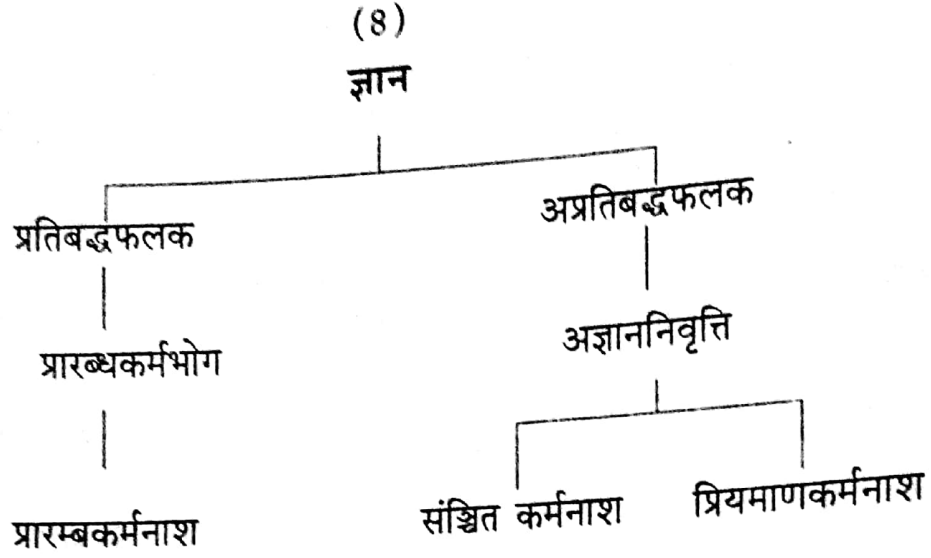 (8)
ज्ञान
प्रतिबद्धफलक
अप्रतिबद्धफलक
प्रारब्धकर्मभोग
अज्ञाननिवृत्ति
प्रारम्बकर्मनाश
संञ्चित कर्मनाश
प्रियमाणकर्मनाश